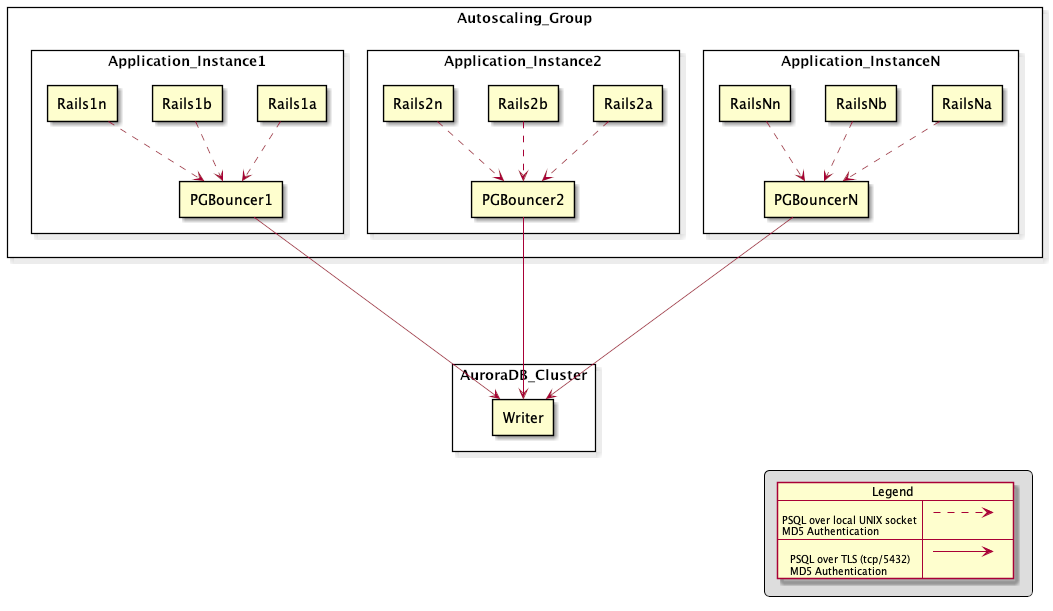 Autoscaling_Group
Application_Instance1
Application_Instance2
Application_InstanceN
Rails1n
Rails1b
Rails1a
Rails2n
Rails2b
Rails2a
RailsNn
RailsNb
RailsNa
PGBouncer1
PGBouncer2
PGBouncerN
AuroraDB_Cluster
Writer
Legend
PSQL over local UNIX socket
MD5 Authentication
PSQL over TLS (tcp/5432)
MD5 Authentication